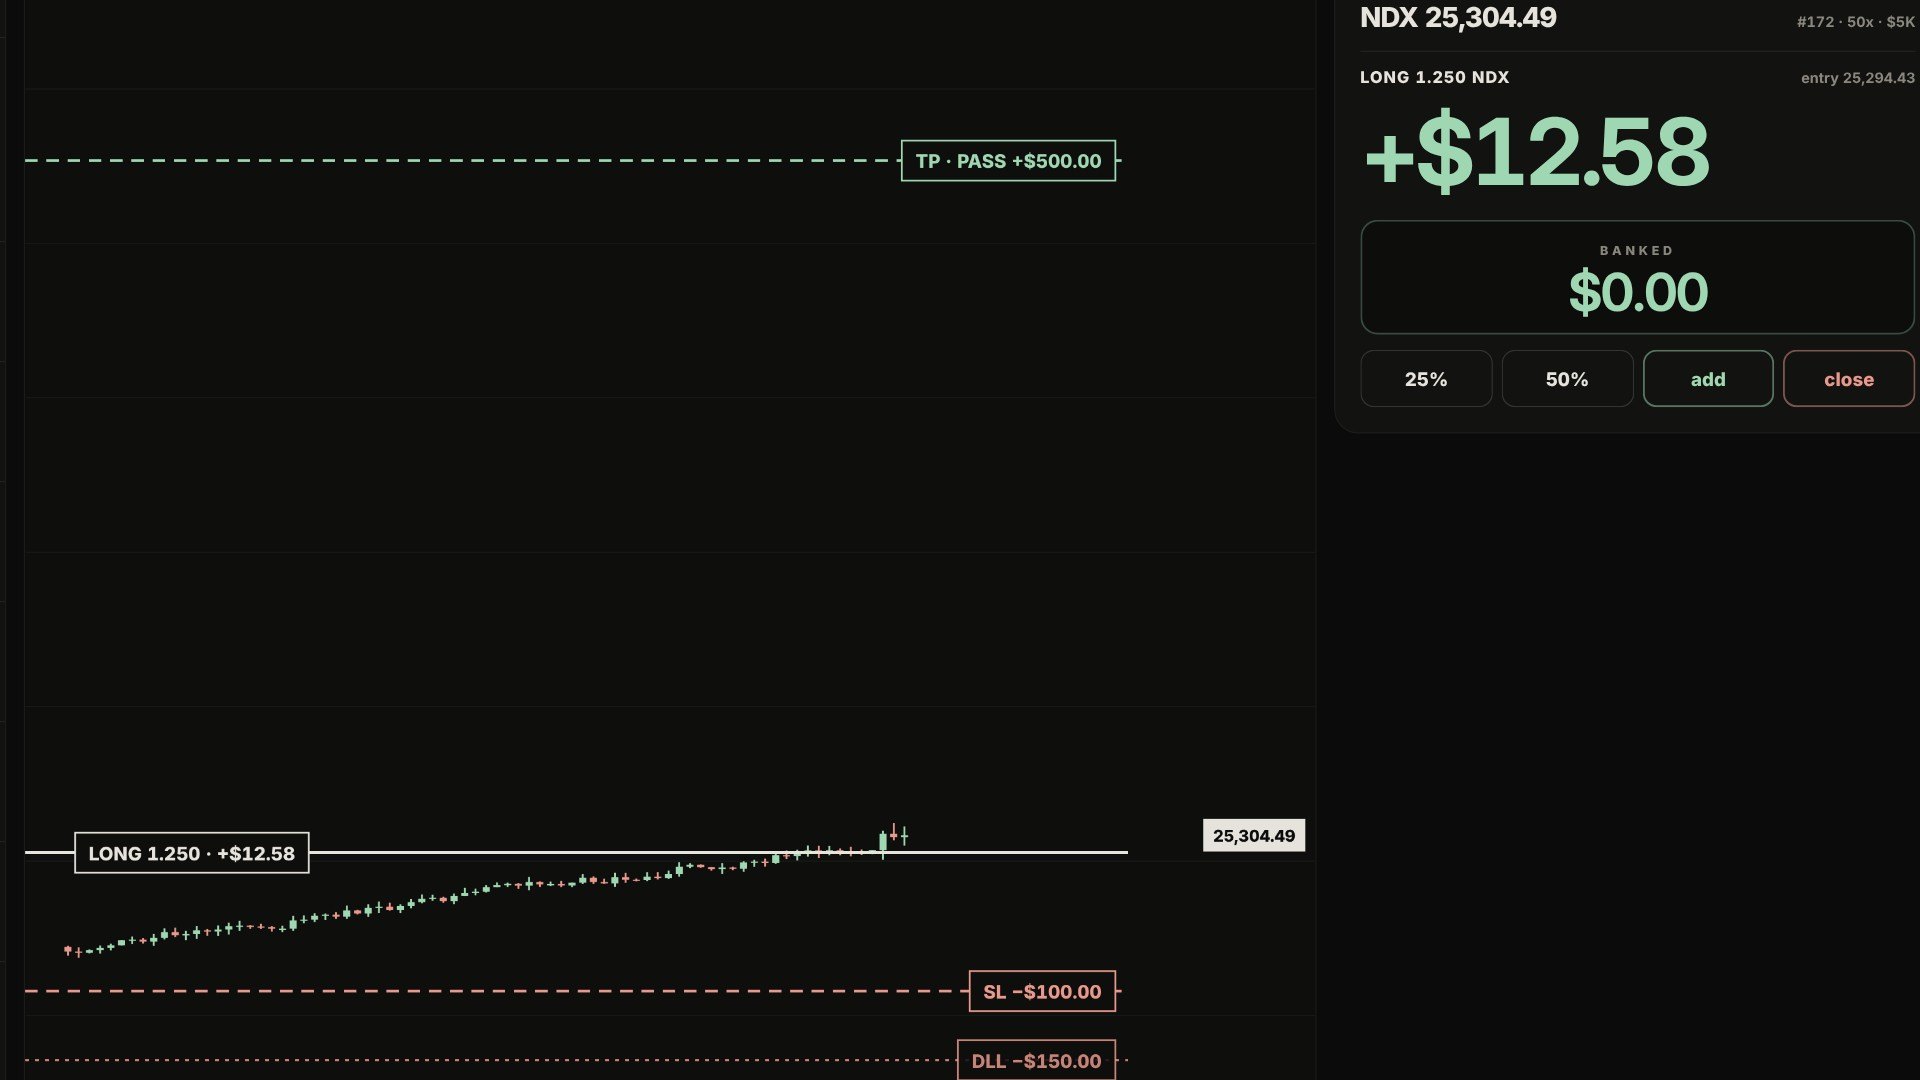 NDX 25,304.49
#172 · 50x · $5K
LONG 1.250 NDX
entry 25,294.43
+$12.58
BANKED
$0.00
25%
50%
add
close
TP · PASS +$500.00
25,304.49
LONG 1.250 · +$12.58
SL −$100.00
DLL −$150.00